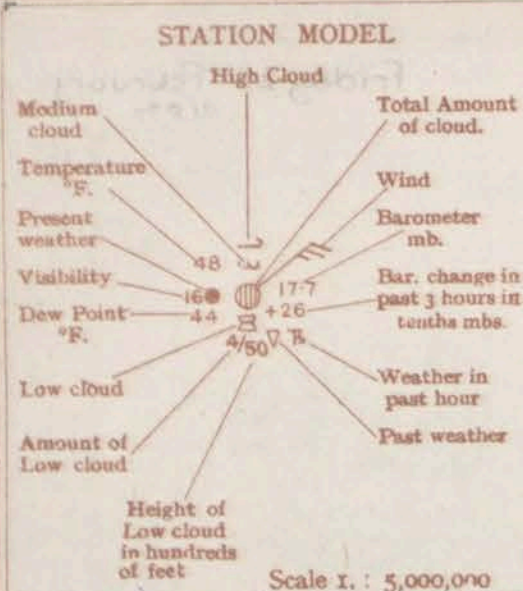 STATION MODEL
High Cloud
Medium
cloud
Total Amount
of cloud.
Temperature
°F.
Wind
Present
weather
Barometer
mb.
48
Visibility
16
17·7
Bar. change in
past 3 hours in
tenths mbs.
Dew Point
°F.
44
+26
4/50
Low cloud
Weather in
past hour
Amount of
Low cloud
Past weather
Height of
Low cloud
in hundreds
of feet
Scale 1. : 5,000,000